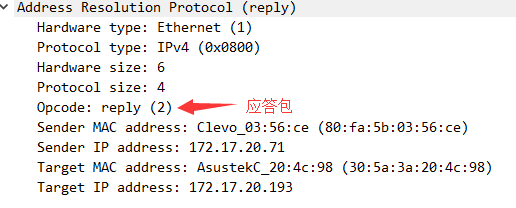 Address Resolution Protocol (reply)
Hardware type: Ethernet (1)
Protocol type: IPv4 (0x0800)
Hardware size: 6
Protocol size: 4
Opcode: reply (2) 应答包
Sender MAC address: Clevo_03:56:ce (80:fa:5b:03:56:ce)
Sender IP address: 172.17.20.71
Target MAC address: AsustekC_20:4c:98 (30:5a:3a:20:4c:98)
Target IP address: 172.17.20.193